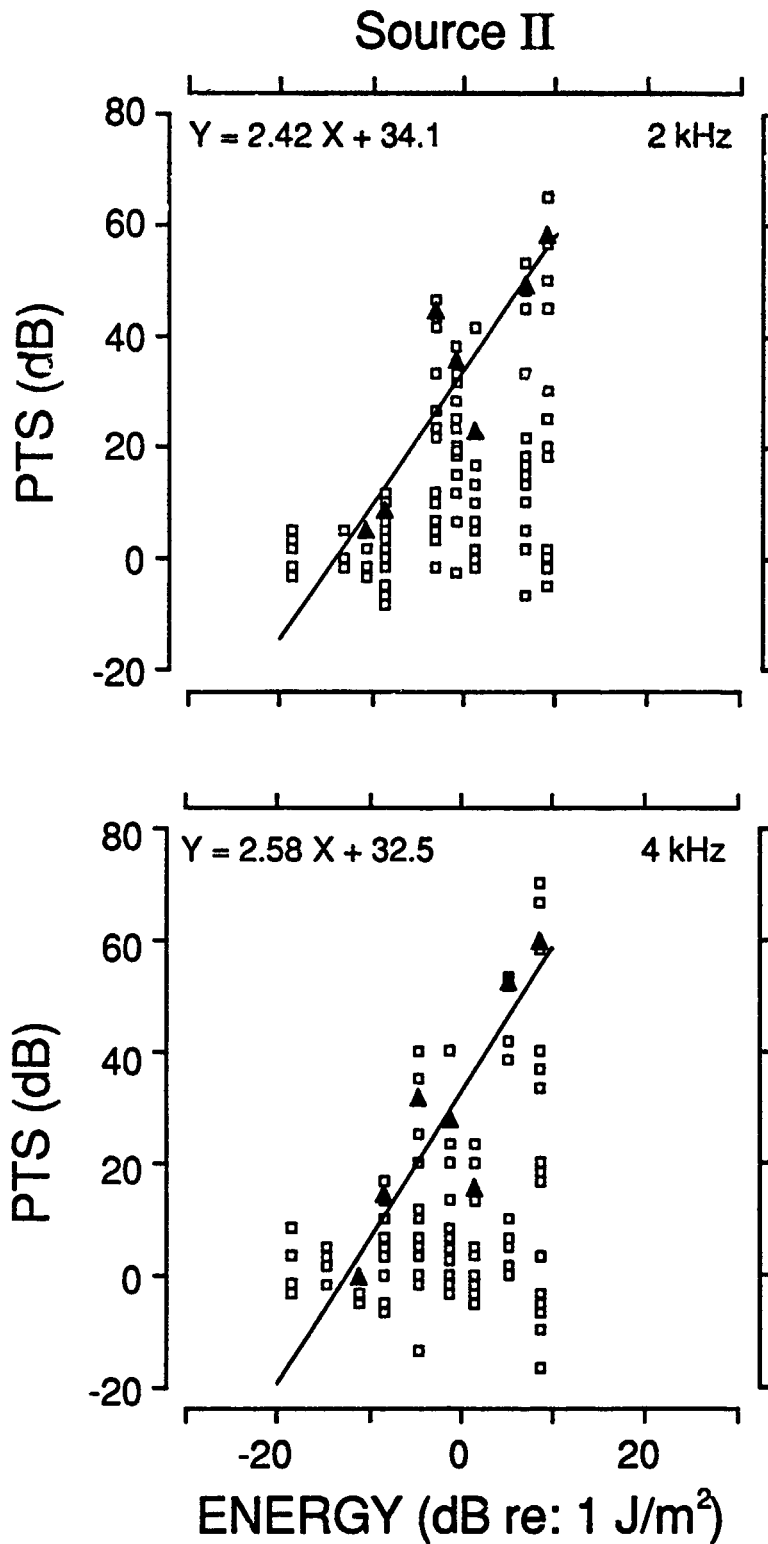 Source II
80
Y = 2.42 X + 34.1 2 kHz
60
40
20
0
-20
PTS (dB)
80
Y = 2.58 X + 32.5 4 kHz
60
40
20
0
-20
PTS (dB)
-20 0 20
ENERGY (dB re: 1 J/m²)